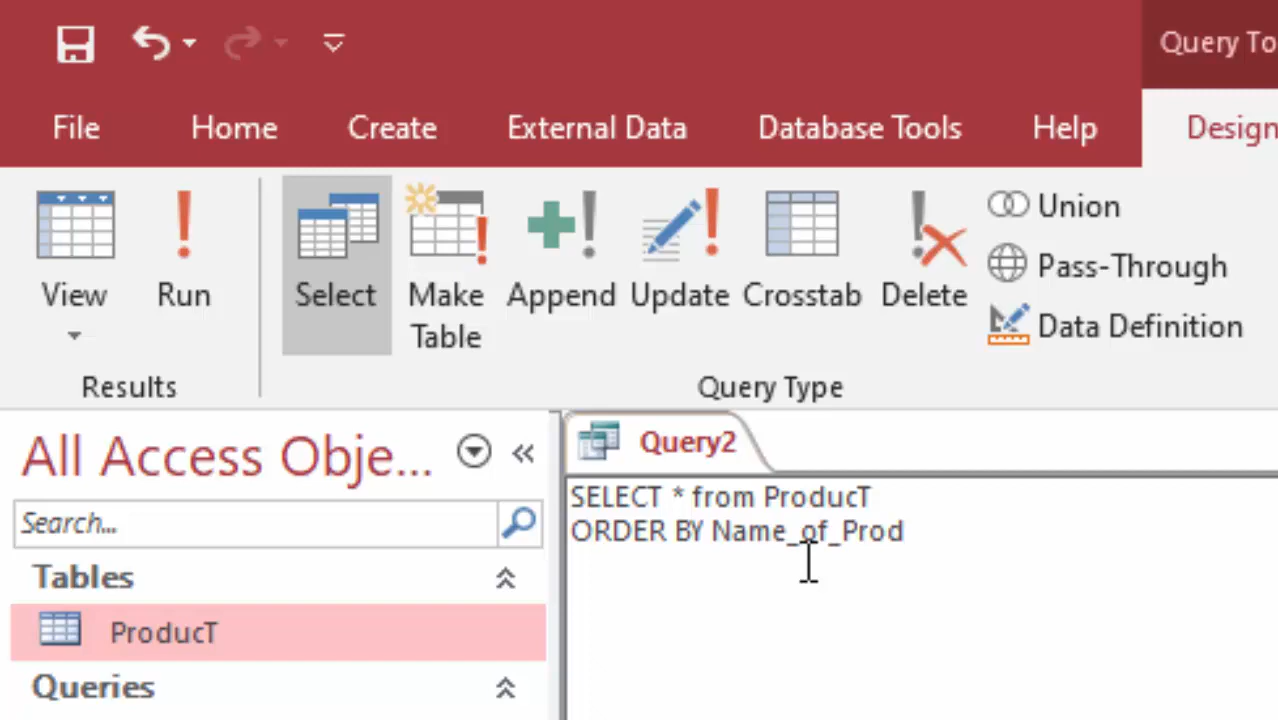 Query To
File Home Create External Data Database Tools Help Design
View Run Select Make Table Append Update Crosstab Delete
Union
Pass-Through
Data Definition
Results Query Type
All Access Obje... «
Query2
Search...
SELECT * from ProducT
ORDER BY Name_of_Prod
Tables
ProducT
Queries